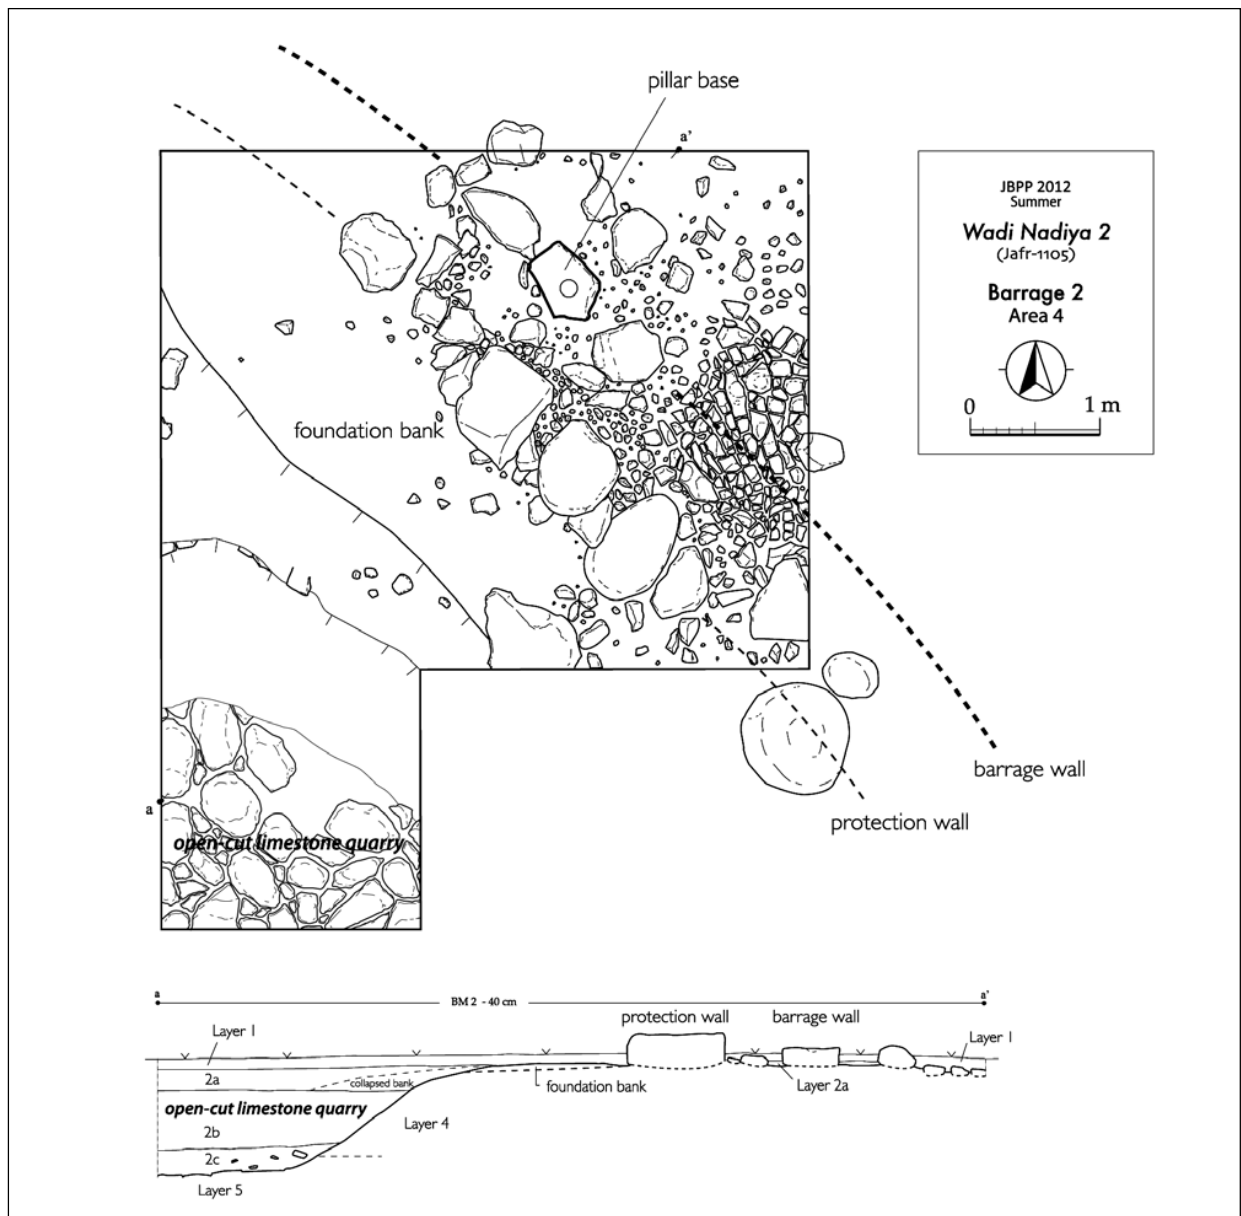 pillar base
a'
JBPP 2012
Summer
Wadi Nadiya 2
(Jafr-1105)
Barrage 2
Area 4
0 1 m
foundation bank
barrage wall
protection wall
a
open-cut limestone quarry
a BM 2 - 40 cm a'
protection wall barrage wall
Layer 1 Layer 1
2a
collapsed bank
foundation bank Layer 2a
open-cut limestone quarry
Layer 4
2b
2c
Layer 5